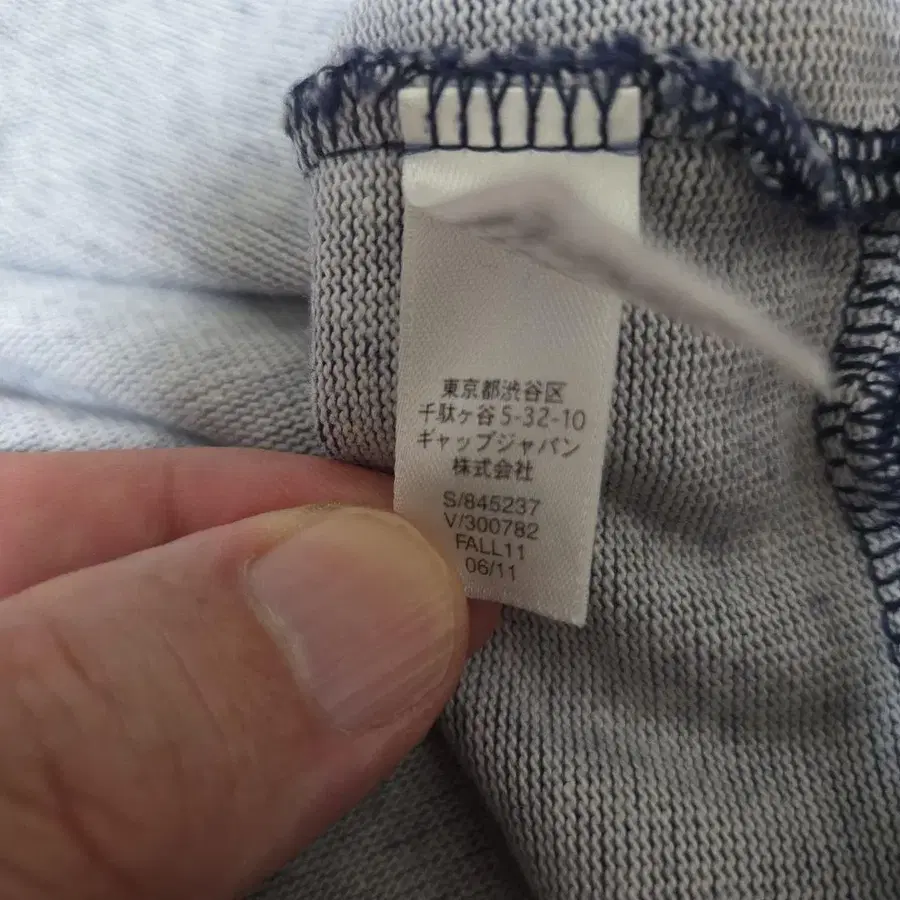 東京都渋谷区
千駄ヶ谷5-32-10
ギャップジャパン
株式会社
S/845237
V/300782
FALL11
06/11